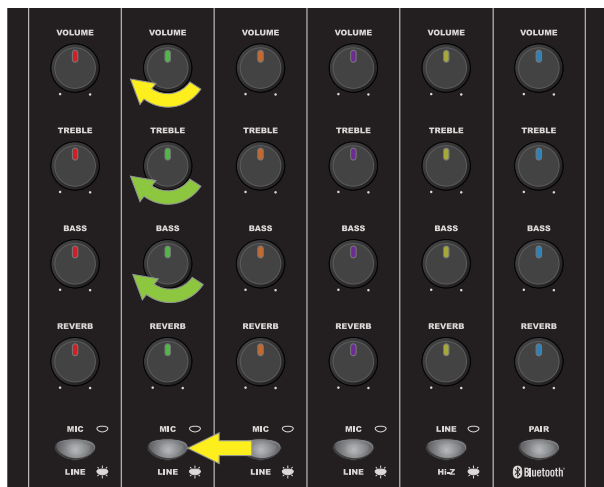 VOLUME VOLUME VOLUME VOLUME VOLUME VOLUME
TREBLE TREBLE TREBLE TREBLE TREBLE TREBLE
BASS BASS BASS BASS BASS BASS
REVERB REVERB REVERB REVERB REVERB REVERB
MIC MIC MIC MIC LINE PAIR
LINE LINE LINE LINE Hi-Z Bluetooth